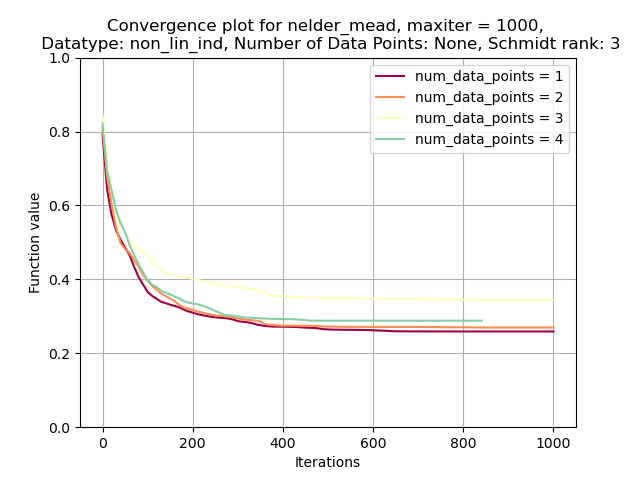 Convergence plot for nelder_mead, maxiter = 1000,
Datatype: non_lin_ind, Number of Data Points: None, Schmidt rank: 3
1.0
0.8
0.6
0.4
0.2
0.0
Function value
num_data_points = 1
num_data_points = 2
num_data_points = 3
num_data_points = 4
0 200 400 600 800 1000
Iterations